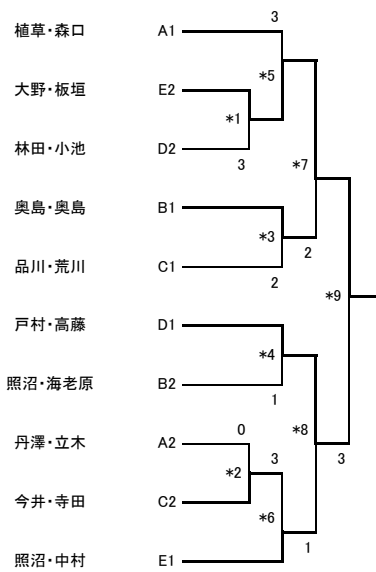 3
植草・森口 A1
*5
大野・板垣 E2
*1
林田・小池 D2
3
*7
奥島・奥島 B1
*3
2
品川・荒川 C1
2
*9
戸村・高藤 D1
*4
照沼・海老原 B2
1
0
*8
丹澤・立木 A2
3
3
*2
今井・寺田 C2
*6
1
照沼・中村 E1